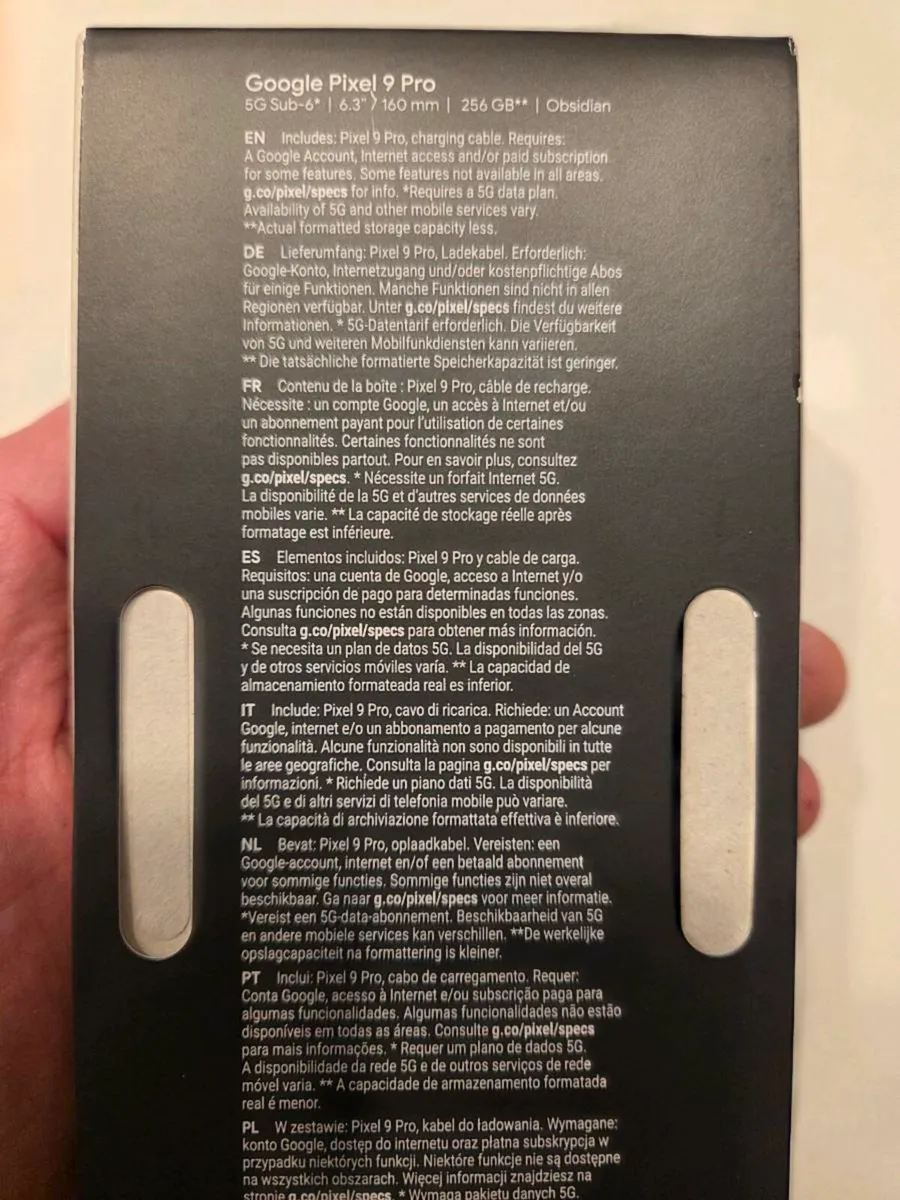 Google Pixel 9 Pro
5G Sub-6* | 6.3" / 160 mm | 256 GB** | Obsidian
EN Includes: Pixel 9 Pro, charging cable. Requires:
A Google Account, Internet access and/or paid subscription
for some features. Some features not available in all areas.
g.co/pixel/specs for info. *Requires a 5G data plan.
Availability of 5G and other mobile services vary.
**Actual formatted storage capacity less.
DE Lieferumfang: Pixel 9 Pro, Ladekabel. Erforderlich:
Google-Konto, Internetzugang und/oder kostenpflichtige Abos
für einige Funktionen. Manche Funktionen sind nicht in allen
Regionen verfügbar. Unter g.co/pixel/specs findest du weitere
Informationen. * 5G-Datentarif erforderlich. Die Verfügbarkeit
von 5G und weiteren Mobilfunkdiensten kann variieren.
** Die tatsächliche formatierte Speicherkapazität ist geringer.
FR Contenu de la boîte : Pixel 9 Pro, câble de recharge.
Nécessite : un compte Google, un accès à Internet et/ou
un abonnement payant pour l'utilisation de certaines
fonctionnalités. Certaines fonctionnalités ne sont
pas disponibles partout. Pour en savoir plus, consultez
g.co/pixel/specs. * Nécessite un forfait Internet 5G.
La disponibilité de la 5G et d'autres services de données
mobiles varie. ** La capacité de stockage réelle après
formatage est inférieure.
ES Elementos incluidos: Pixel 9 Pro y cable de carga.
Requisitos: una cuenta de Google, acceso a Internet y/o
una suscripción de pago para determinadas funciones.
Algunas funciones no están disponibles en todas las zonas.
Consulta g.co/pixel/specs para obtener más información.
* Se necesita un plan de datos 5G. La disponibilidad del 5G
y de otros servicios móviles varía. ** La capacidad de
almacenamiento formateada real es inferior.
IT Include: Pixel 9 Pro, cavo di ricarica. Richiede: un Account
Google, internet e/o un abbonamento a pagamento per alcune
funzionalità. Alcune funzionalità non sono disponibili in tutte
le aree geografiche. Consulta la pagina g.co/pixel/specs per
informazioni. * Richiede un piano dati 5G. La disponibilità
del 5G e di altri servizi di telefonia mobile può variare.
** La capacità di archiviazione formattata effettiva è inferiore.
NL Bevat: Pixel 9 Pro, oplaadkabel. Vereisten: een
Google-account, internet en/of een betaald abonnement
voor sommige functies. Sommige functies zijn niet overal
beschikbaar. Ga naar g.co/pixel/specs voor meer informatie.
*Vereist een 5G-data-abonnement. Beschikbaarheid van 5G
en andere mobiele services kan verschillen. **De werkelijke
opslagcapaciteit na formattering is kleiner.
PT Inclui: Pixel 9 Pro, cabo de carregamento. Requer:
Conta Google, acesso à Internet e/ou subscrição paga para
algumas funcionalidades. Algumas funcionalidades não estão
disponíveis em todas as áreas. Consulte g.co/pixel/specs
para mais informações. * Requer um plano de dados 5G.
A disponibilidade da rede 5G e de outros serviços de rede
móvel varia. ** A capacidade de armazenamento formatada
real é menor.
PL W zestawie: Pixel 9 Pro, kabel do ładowania. Wymagane:
konto Google, dostęp do internetu oraz płatna subskrypcja w
przypadku niektórych funkcji. Niektóre funkcje nie są dostępne
na wszystkich obszarach. Więcej informacji znajdziesz na
stronie g.co/pixel/specs. * Wymaga pakietu danych 5G.